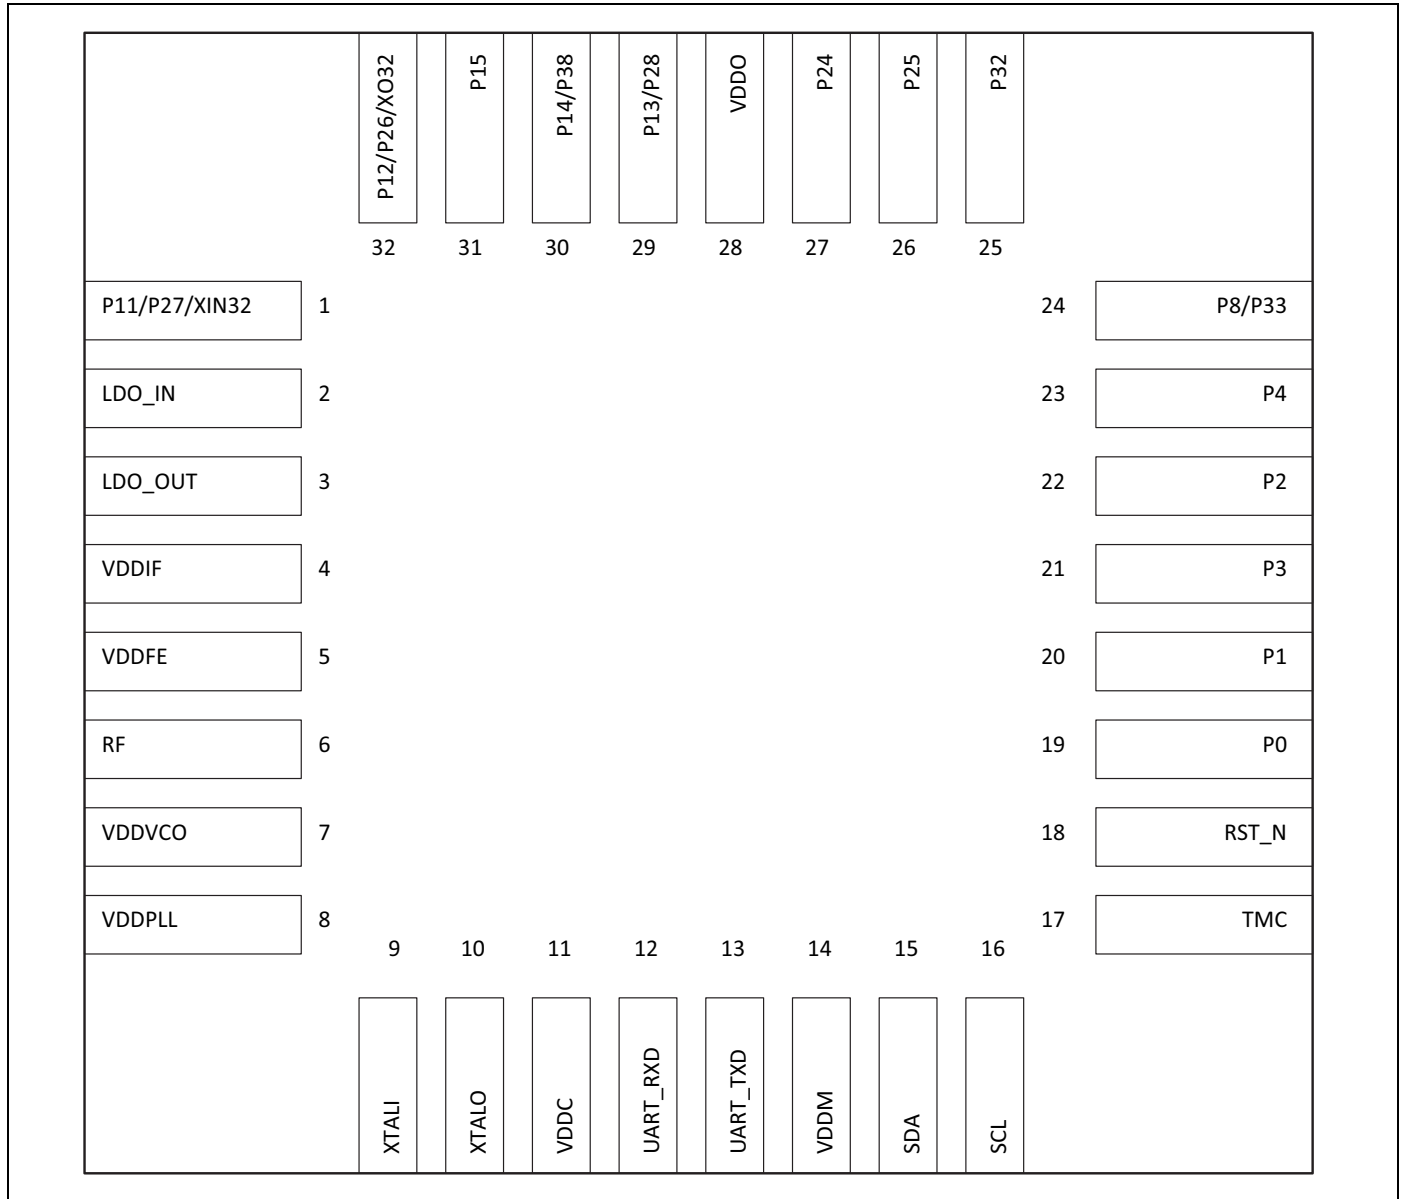 P12/P26/XO32
P15
P14/P38
P13/P28
VDDO
P24
P25
P32
32 31 30 29 28 27 26 25
P11/P27/XIN32 1 24 P8/P33
LDO_IN 2 23 P4
LDO_OUT 3 22 P2
VDDIF 4 21 P3
VDDFE 5 20 P1
RF 6 19 P0
VDDVCO 7 18 RST_N
VDDPLL 8 17 TMC
9 10 11 12 13 14 15 16
XTALI
XTALO
VDDC
UART_RXD
UART_TXD
VDDM
SDA
SCL